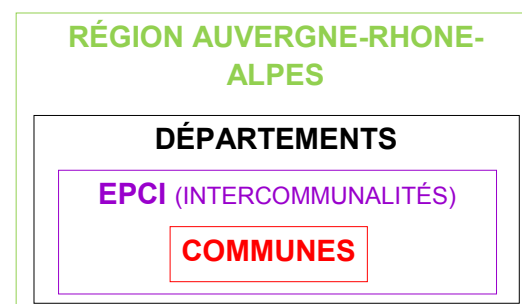 RÉGION AUVERGNE-RHONE-
ALPES
DÉPARTEMENTS
EPCI (INTERCOMMUNALITÉS)
COMMUNES